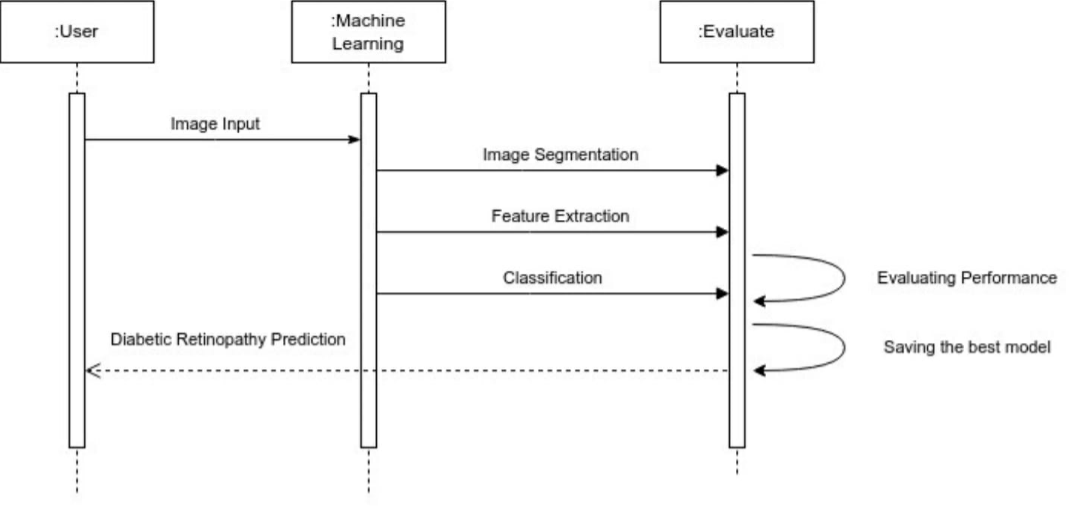 :User
:Machine
Learning
:Evaluate
Image Input
Image Segmentation
Feature Extraction
Classification
Evaluating Performance
Diabetic Retinopathy Prediction
Saving the best model